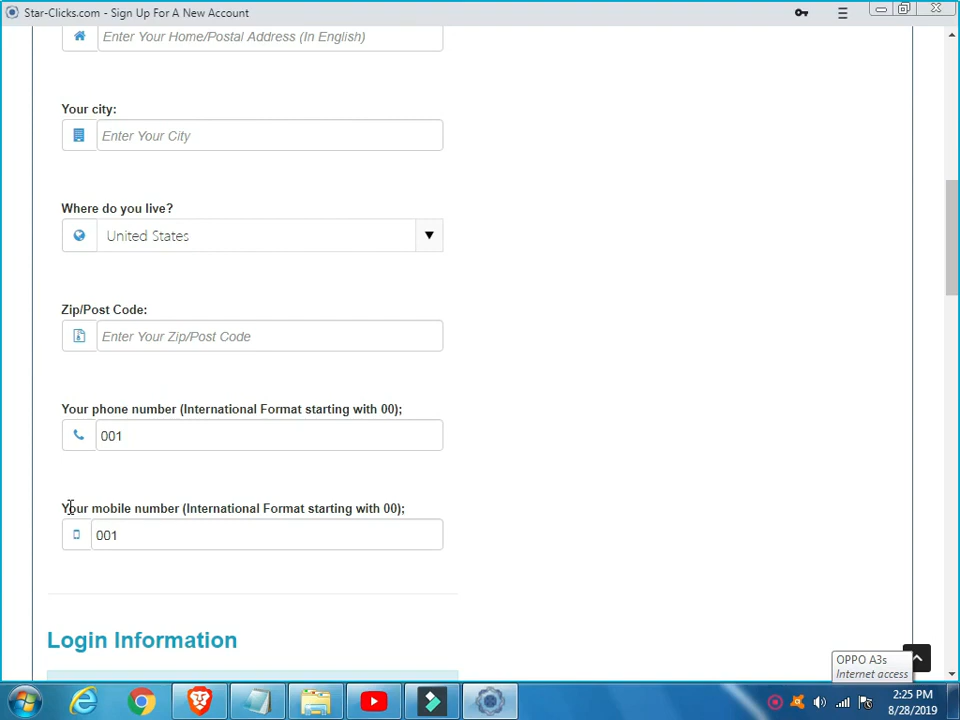 Star-Clicks.com - Sign Up For A New Account
Enter Your Home/Postal Address (In English)
Your city:
Enter Your City
Where do you live?
United States
Zip/Post Code:
Enter Your Zip/Post Code
Your phone number (International Format starting with 00);
001
Your mobile number (International Format starting with 00);
001
Login Information
OPPO A3s
Internet access
2:25 PM
8/28/2019